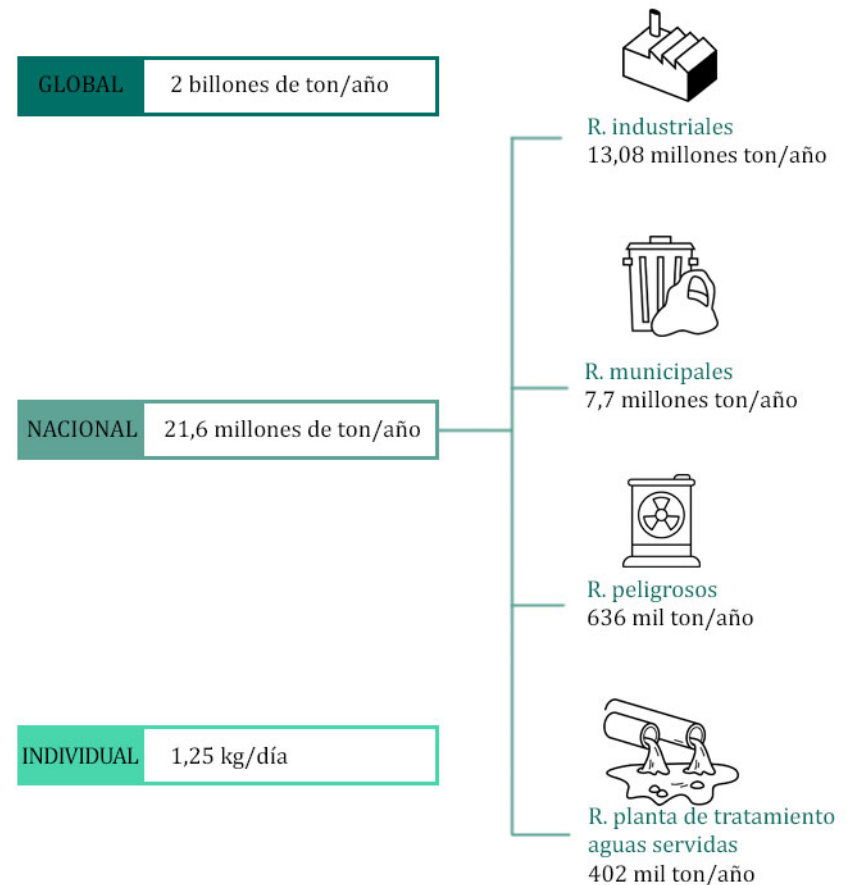 GLOBAL
2 billones de ton/año
R. industriales
13,08 millones ton/año
R. municipales
7,7 millones ton/año
NACIONAL
21,6 millones de ton/año
R. peligrosos
636 mil ton/año
INDIVIDUAL
1,25 kg/día
R. planta de tratamiento
aguas servidas
402 mil ton/año